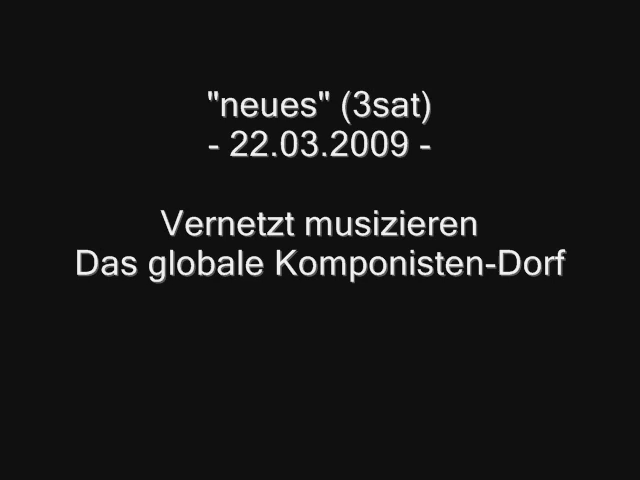 "neues" (3sat)
- 22.03.2009 -
Vernetzt musizieren
Das globale Komponisten-Dorf